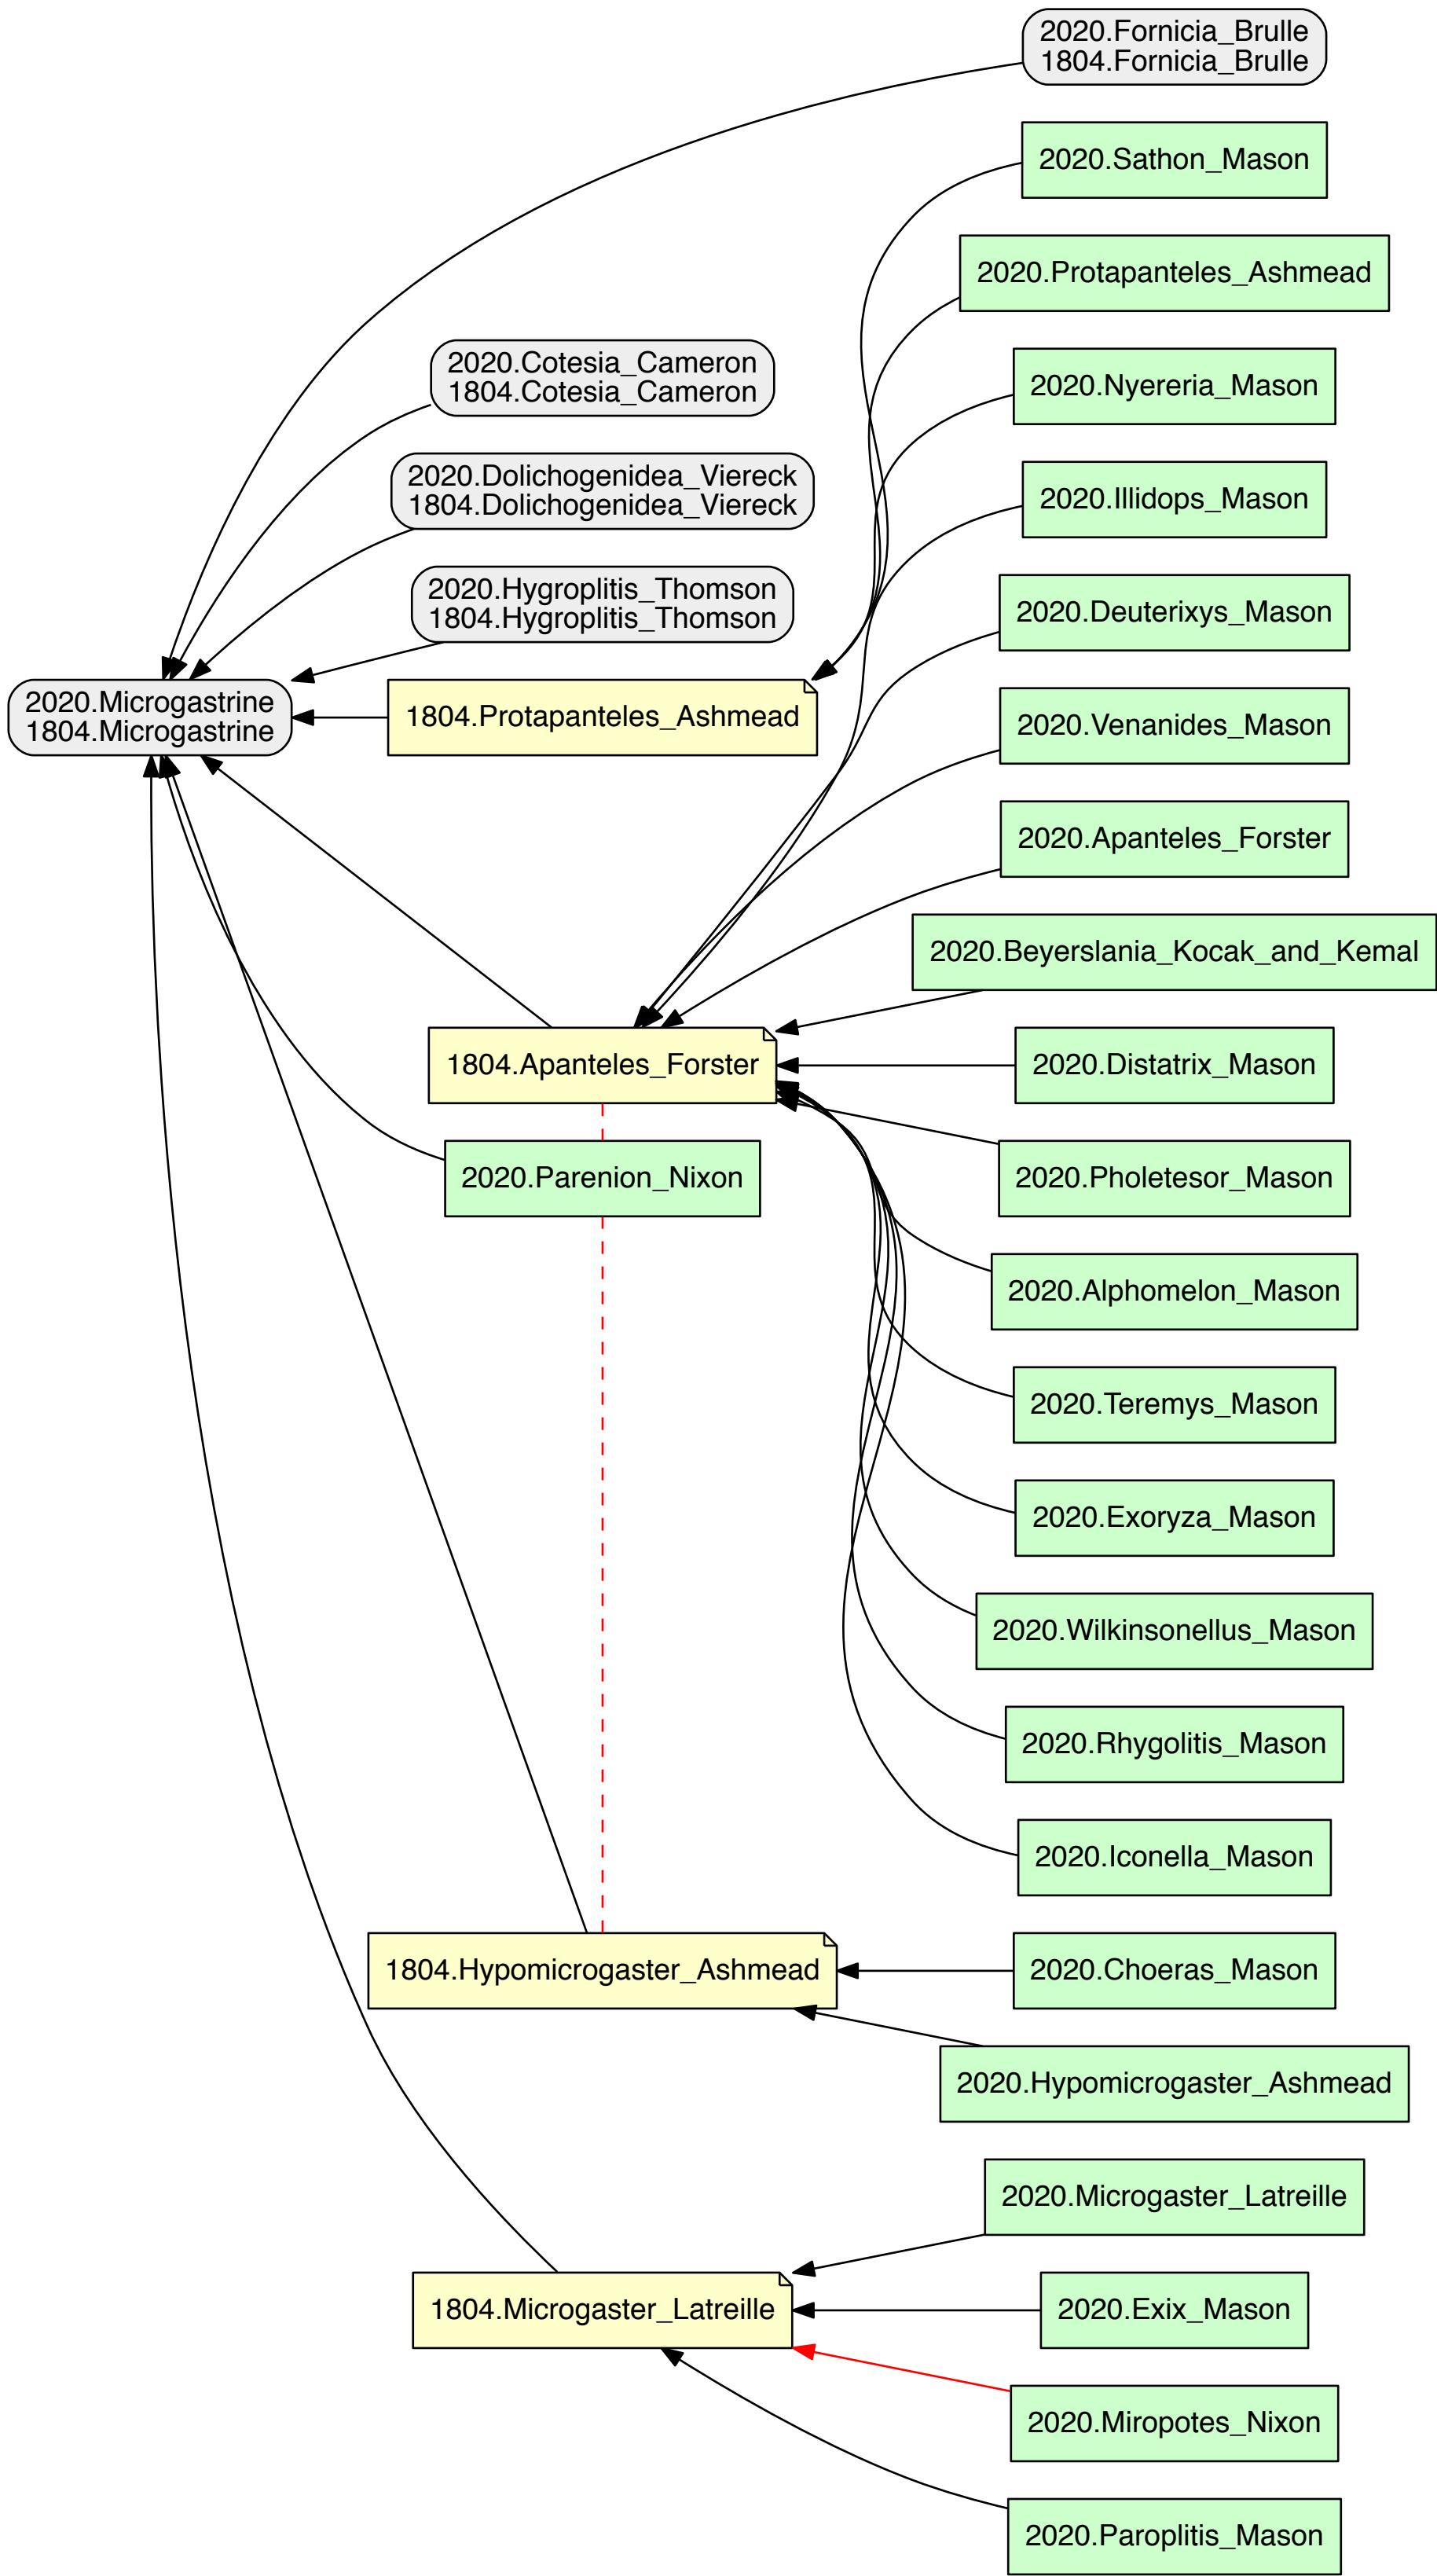 2020.Fornicia_Brulle
1804.Fornicia_Brulle
2020.Sathon_Mason
2020.Protapanteles_Ashmead
2020.Cotesia_Cameron
1804.Cotesia_Cameron
2020.Nyereria_Mason
2020.Dolichogenidea_Viereck
1804.Dolichogenidea_Viereck
2020.Illidops_Mason
2020.Hygroplitis_Thomson
1804.Hygroplitis_Thomson
2020.Deuterixys_Mason
2020.Microgastrine
1804.Microgastrine
1804.Protapanteles_Ashmead
2020.Venanides_Mason
2020.Apanteles_Forster
2020.Beyerslania_Kocak_and_Kemal
1804.Apanteles_Forster
2020.Distatrix_Mason
2020.Parenion_Nixon
2020.Pholetesor_Mason
2020.Alphomelon_Mason
2020.Teremys_Mason
2020.Exoryza_Mason
2020.Wilkinsonellus_Mason
2020.Rhygolitis_Mason
2020.Iconella_Mason
1804.Hypomicrogaster_Ashmead
2020.Choeras_Mason
2020.Hypomicrogaster_Ashmead
2020.Microgaster_Latreille
1804.Microgaster_Latreille
2020.Exix_Mason
2020.Miropotes_Nixon
2020.Paroplitis_Mason